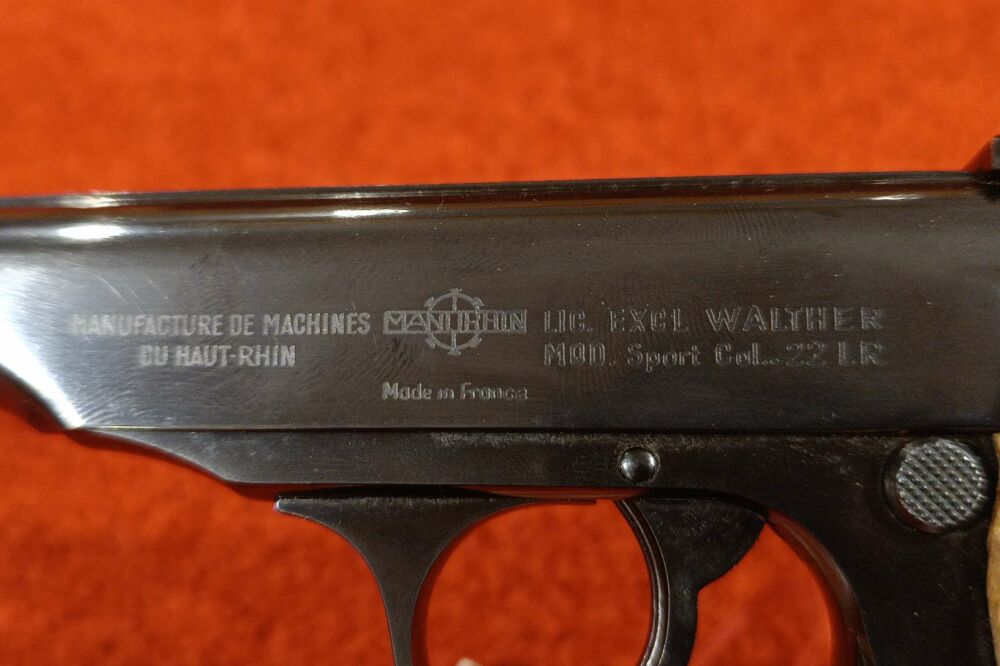 MANUFACTURE DE MACHINES
DU HAUT-RHIN
MANURHIN
Made in France
LIC. EXCL WALTHER
MOD. Sport Cal..22 LR